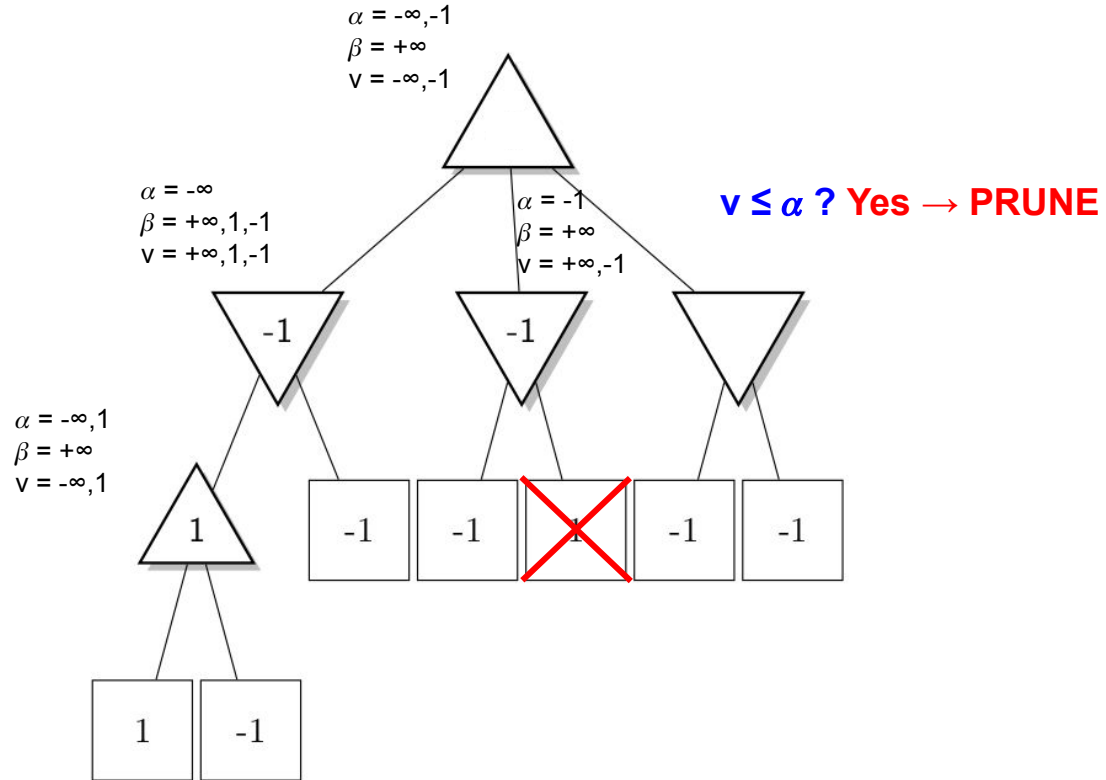 α = -∞,-1
β = +∞
v = -∞,-1
α = -∞
β = +∞,1,-1
v = +∞,1,-1
α = -1
β = +∞
v = +∞,-1
v ≤ α ? Yes → PRUNE
-1
-1
α = -∞,1
β = +∞
v = -∞,1
1
-1
-1
1
-1
-1
1
-1